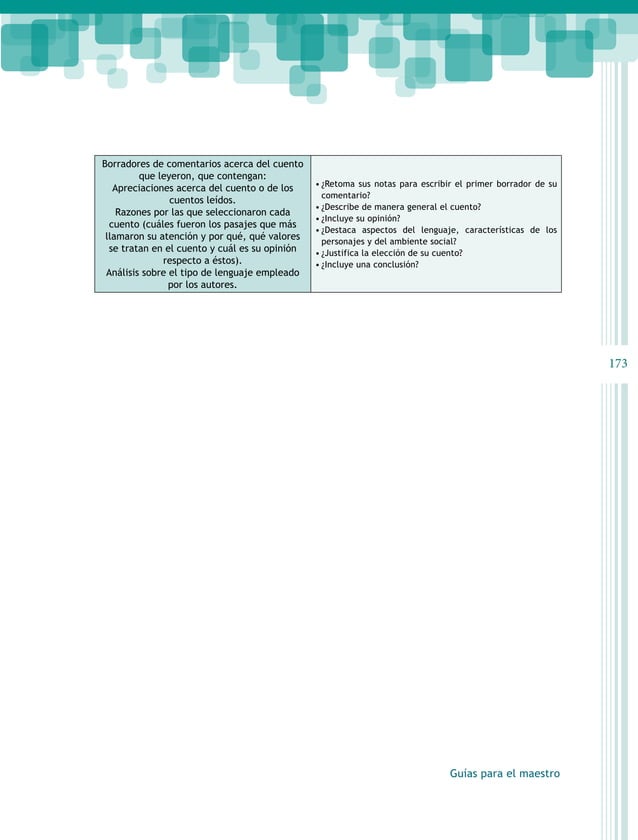 Borradores de comentarios acerca del cuento
que leyeron, que contengan:
Apreciaciones acerca del cuento o de los
cuentos leídos.
Razones por las que seleccionaron cada
cuento (cuáles fueron los pasajes que más
llamaron su atención y por qué, qué valores
se tratan en el cuento y cuál es su opinión
respecto a éstos).
Análisis sobre el tipo de lenguaje empleado
por los autores.
• ¿Retoma sus notas para escribir el primer borrador de su
comentario?
• ¿Describe de manera general el cuento?
• ¿Incluye su opinión?
• ¿Destaca aspectos del lenguaje, características de los
personajes y del ambiente social?
• ¿Justifica la elección de su cuento?
• ¿Incluye una conclusión?
173
Guías para el maestro